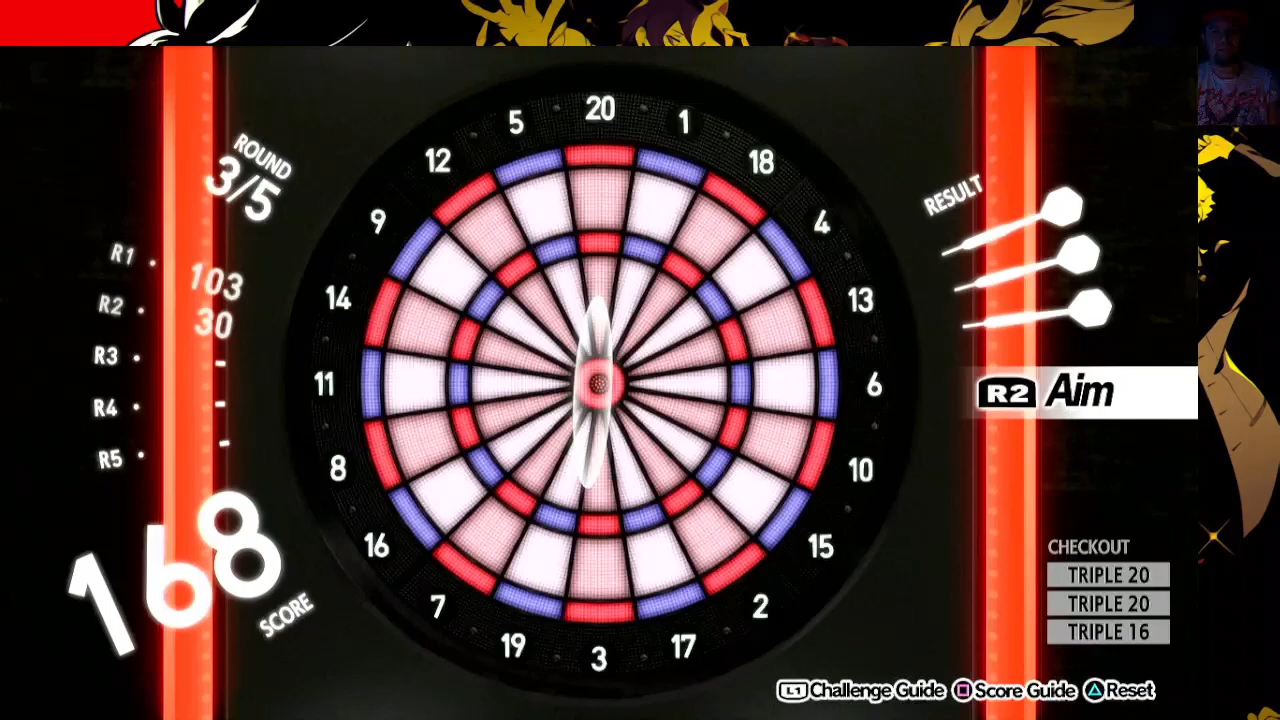 ROUND
3/5
R1 103
R2 30
R3 -
R4 -
R5 -
168
SCORE
20
1
18
4
13
6
10
15
2
17
3
19
7
16
8
11
14
9
12
5
RESULT
R2 Aim
CHECKOUT
TRIPLE 20
TRIPLE 20
TRIPLE 16
L1 Challenge Guide Score Guide Reset